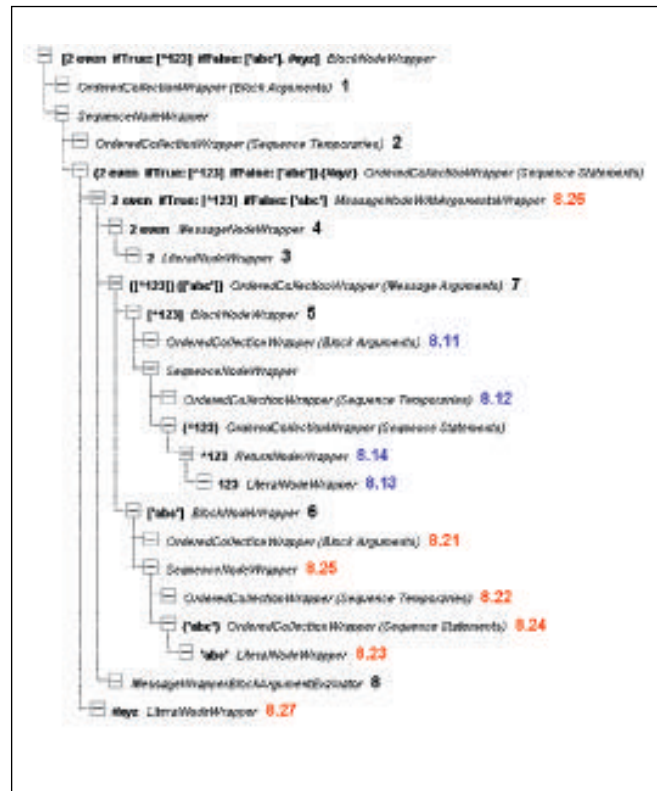 [2 even ifTrue: [^123] ifFalse: ['abc']. #xyz] BlockNodeWrapper
OrderedCollectionWrapper (Block Arguments) 1
SequenceNodeWrapper
OrderedCollectionWrapper (Sequence Temporaries) 2
(2 even ifTrue: [^123] ifFalse: ['abc']) (#xyz) OrderedCollectionWrapper (Sequence Statements)
2 even ifTrue: [^123] ifFalse: ['abc'] MessageNodeWithArgumentsWrapper 8.26
2 even MessageNodeWrapper 4
2 LiteralNodeWrapper 3
([^123]) (['abc']) OrderedCollectionWrapper (Message Arguments) 7
[^123] BlockNodeWrapper 5
OrderedCollectionWrapper (Block Arguments) 8.11
SequenceNodeWrapper
OrderedCollectionWrapper (Sequence Temporaries) 8.12
(^123) OrderedCollectionWrapper (Sequence Statements)
^123 ReturnNodeWrapper 8.14
123 LiteralNodeWrapper 8.13
['abc'] BlockNodeWrapper 6
OrderedCollectionWrapper (Block Arguments) 8.21
SequenceNodeWrapper 8.25
OrderedCollectionWrapper (Sequence Temporaries) 8.22
('abc') OrderedCollectionWrapper (Sequence Statements) 8.24
'abc' LiteralNodeWrapper 8.23
MessageWrapperBlockArgumentEvaluator 8
#xyz LiteralNodeWrapper 8.27